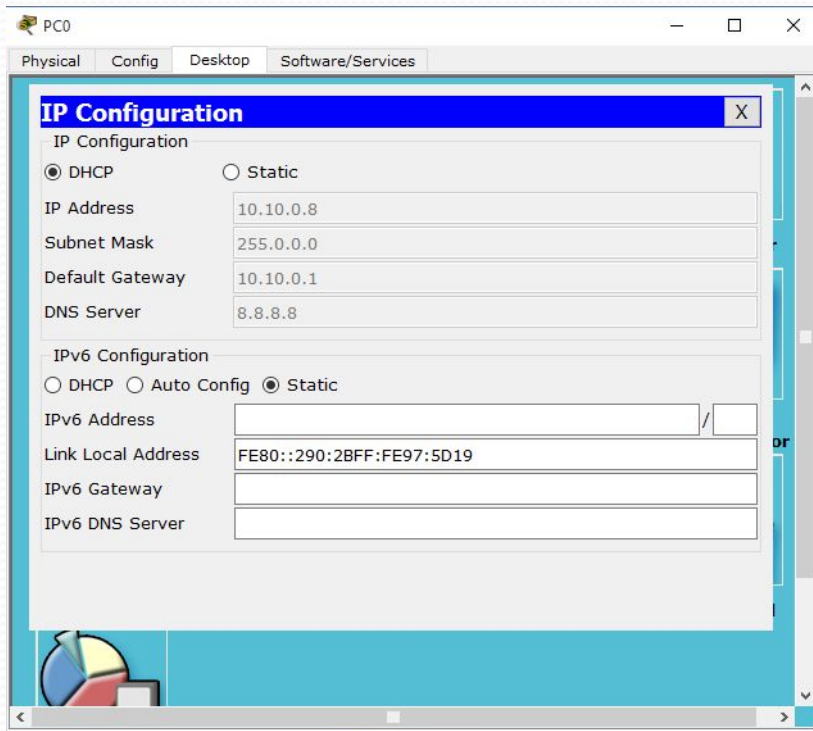 PC0
Physical Config Desktop Software/Services
IP Configuration X
IP Configuration
DHCP Static
IP Address 10.10.0.8
Subnet Mask 255.0.0.0
Default Gateway 10.10.0.1
DNS Server 8.8.8.8
IPv6 Configuration
DHCP Auto Config Static
IPv6 Address /
Link Local Address FE80::290:2BFF:FE97:5D19
IPv6 Gateway
IPv6 DNS Server
or